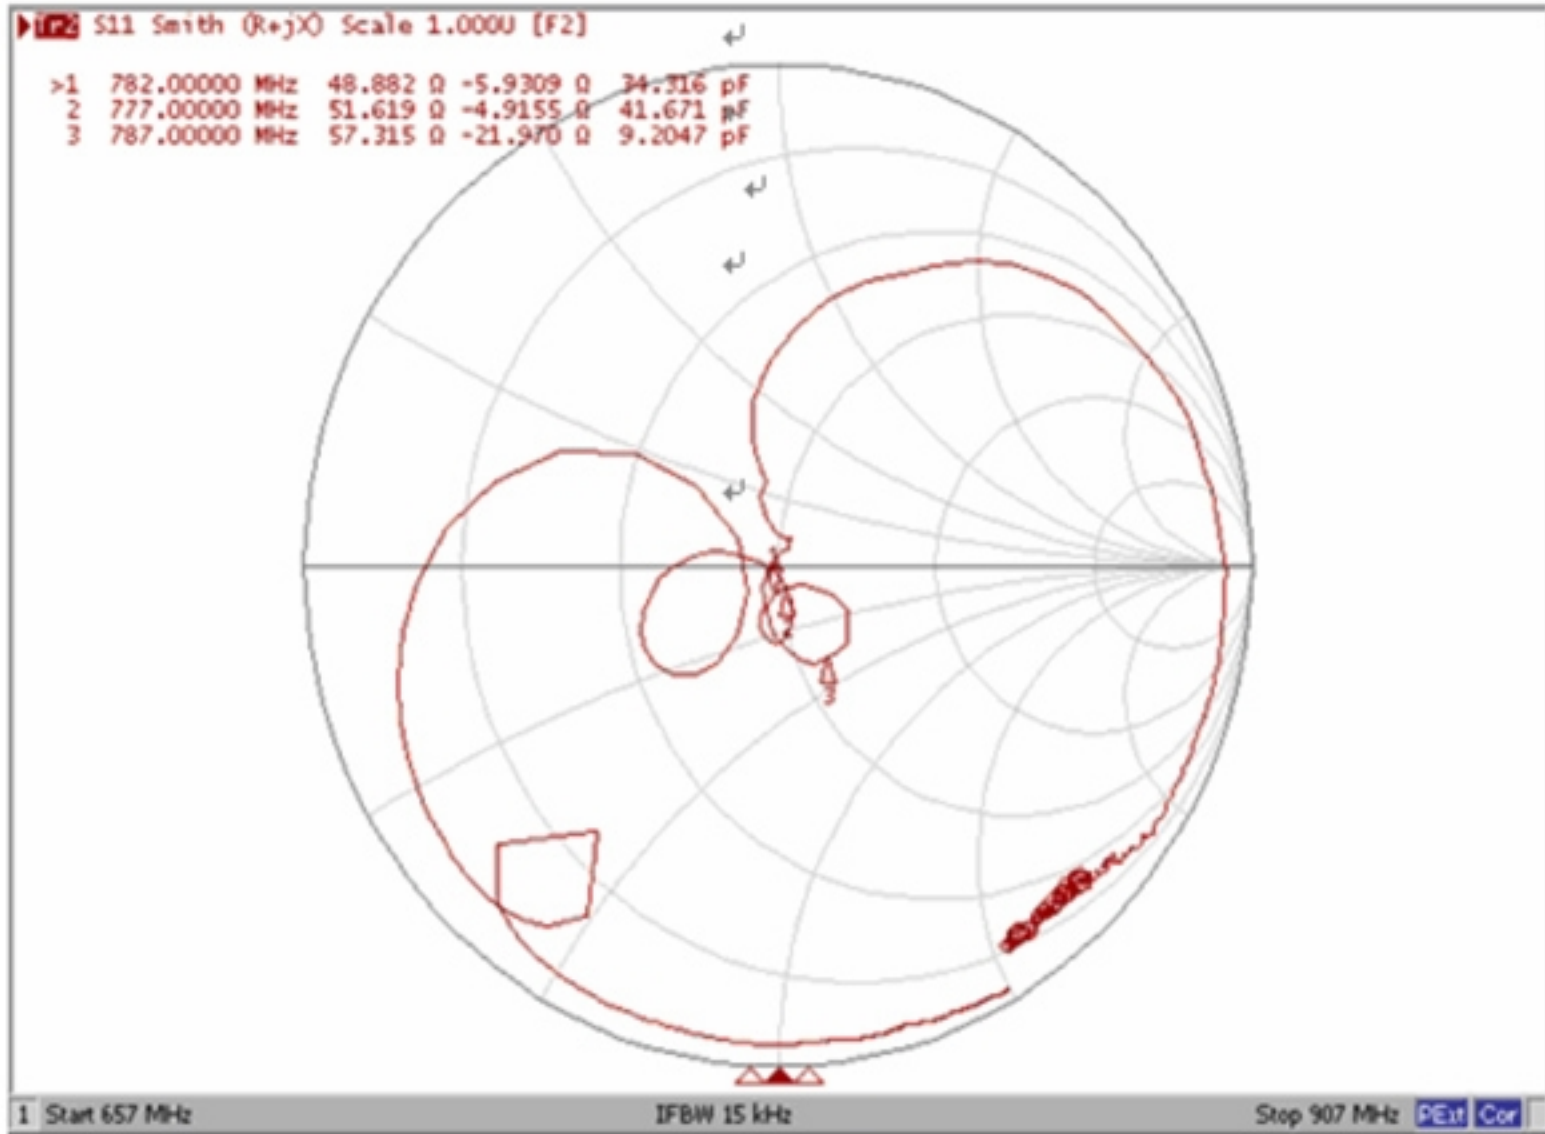 Tr2 S11 Smith (R+jX) Scale 1.000U [F2]
>1 782.00000 MHz 48.882 Ω -5.9309 Ω 34.316 pF
2 777.00000 MHz 51.619 Ω -4.9155 Ω 41.671 pF
3 787.00000 MHz 57.315 Ω -21.970 Ω 9.2047 pF
3
1 Start 657 MHz IFBW 15 kHz Stop 907 MHz PExt Cor